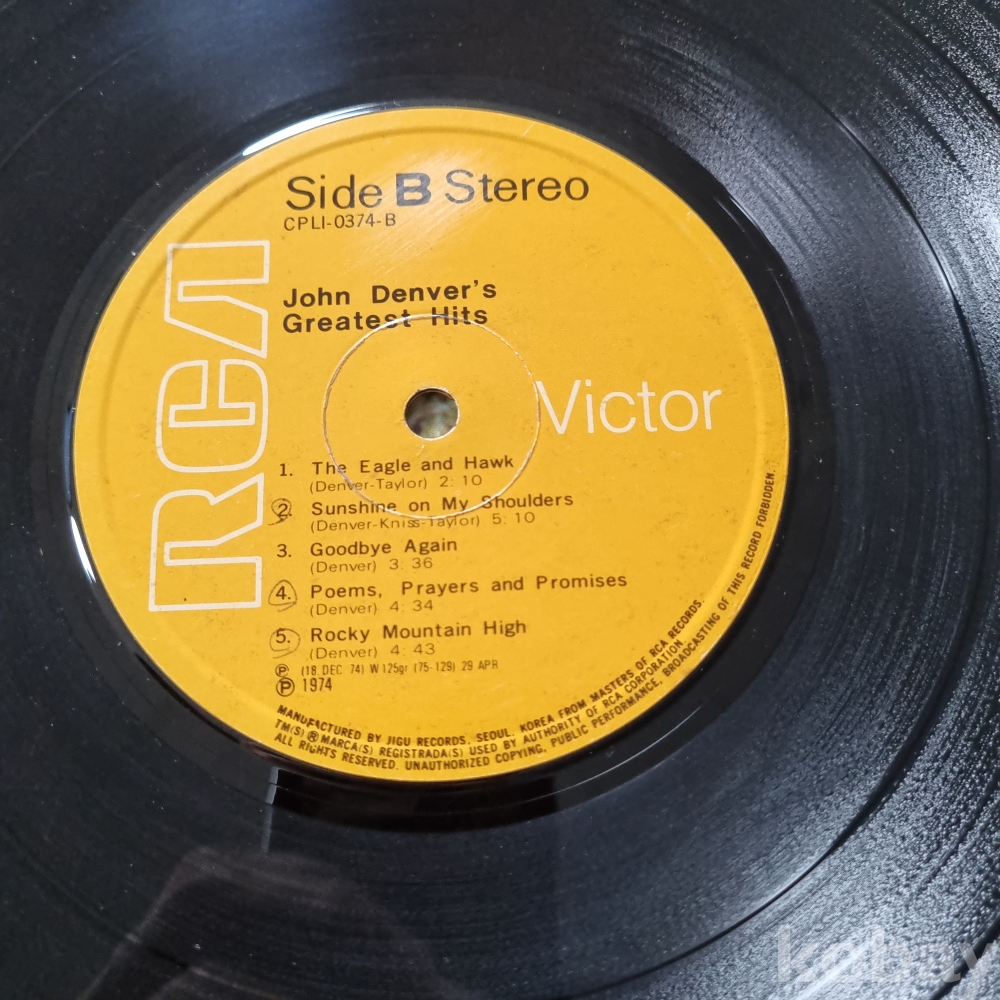 Side B Stereo
CPLI-0374-B
John Denver's
Greatest Hits
RCA
Victor
1. The Eagle and Hawk
(Denver-Taylor) 2:10
2. Sunshine on My Shoulders
(Denver-Kniss-Taylor) 5:10
3. Goodbye Again
(Denver) 3:36
4. Poems, Prayers and Promises
(Denver) 4:34
5. Rocky Mountain High
(Denver) 4:43
℗ (18 DEC 74) W 125gr (75-129) 29 APR
℗ 1974
MANUFACTURED BY JIGU RECORDS, SEOUL, KOREA FROM MASTERS OF RCA RECORDS.
TM(S) ® MARCA(S) REGISTRADA(S) USED BY AUTHORITY OF RCA CORPORATION
ALL RIGHTS RESERVED. UNAUTHORIZED COPYING, PUBLIC PERFORMANCE, BROADCASTING OF THIS RECORD FORBIDDEN.